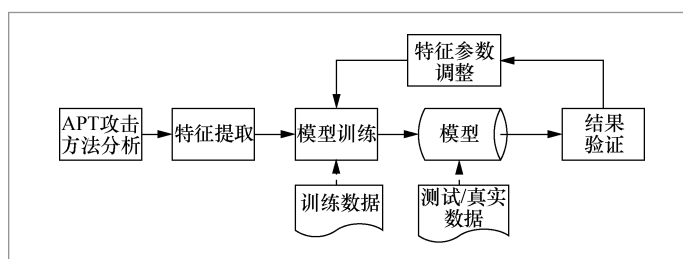 特征参数
调整
APT攻击
方法分析
特征提取
模型训练
模型
结果
验证
训练数据
测试/真实
数据